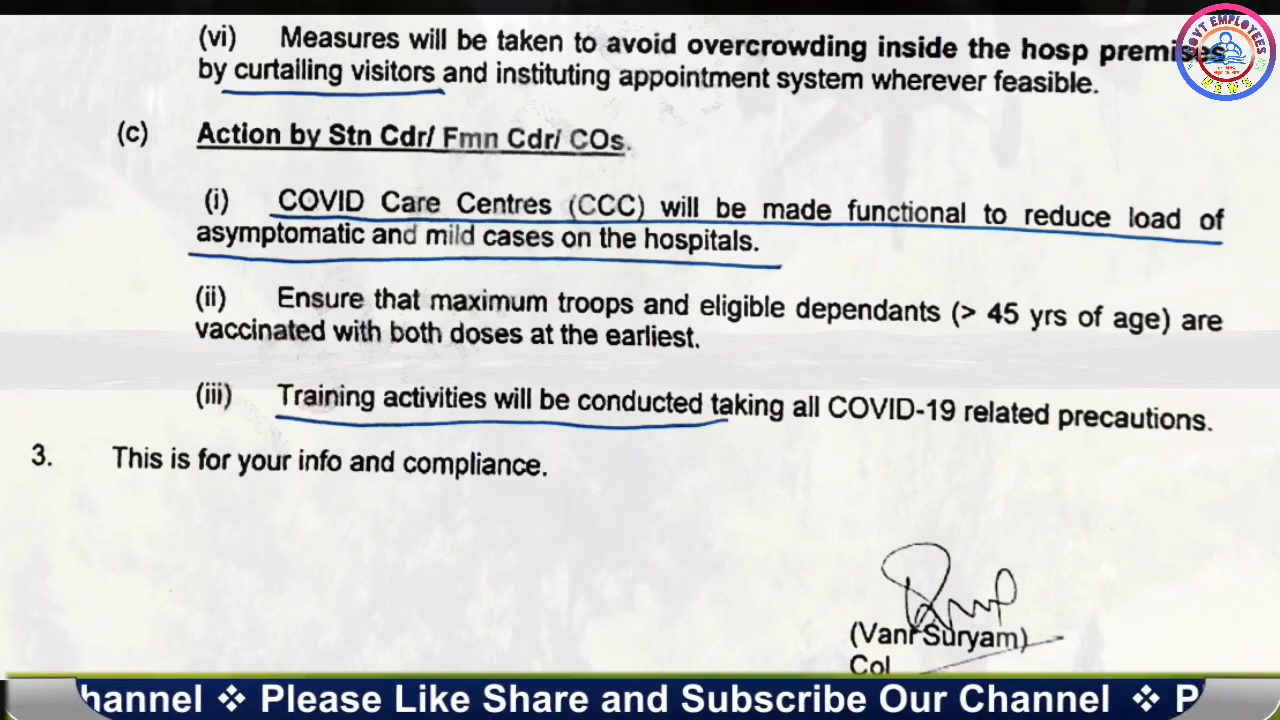 (vi) Measures will be taken to avoid overcrowding inside the hosp premises
by curtailing visitors and instituting appointment system wherever feasible.
(c) Action by Stn Cdr/ Fmn Cdr/ COs.
(i) COVID Care Centres (CCC) will be made functional to reduce load of
asymptomatic and mild cases on the hospitals.
(ii) Ensure that maximum troops and eligible dependants (> 45 yrs of age) are
vaccinated with both doses at the earliest.
(iii) Training activities will be conducted taking all COVID-19 related precautions.
3. This is for your info and compliance.
(Vani Suryam)
Col
GOVT EMPLOYEES
NEWS
hannel ❖ Please Like Share and Subscribe Our Channel ❖ P